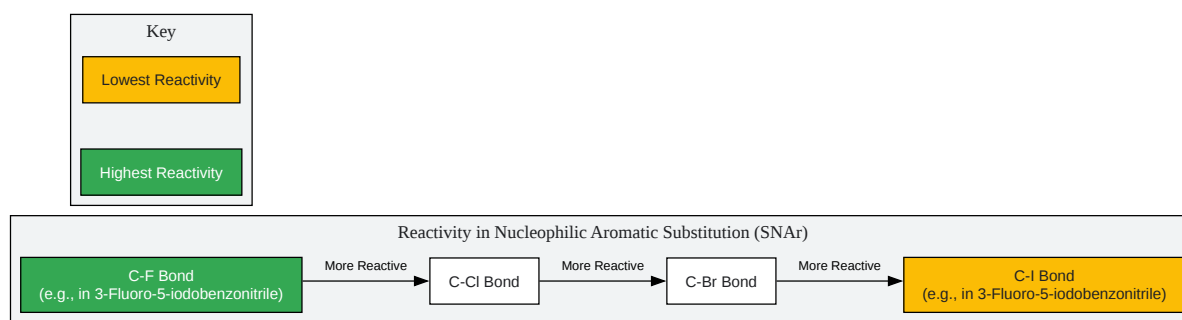 Key
Lowest Reactivity
Highest Reactivity
Reactivity in Nucleophilic Aromatic Substitution (SNAr)
C-F Bond
(e.g., in 3-Fluoro-5-iodobenzonitrile)
More Reactive
C-Cl Bond
More Reactive
C-Br Bond
More Reactive
C-I Bond
(e.g., in 3-Fluoro-5-iodobenzonitrile)